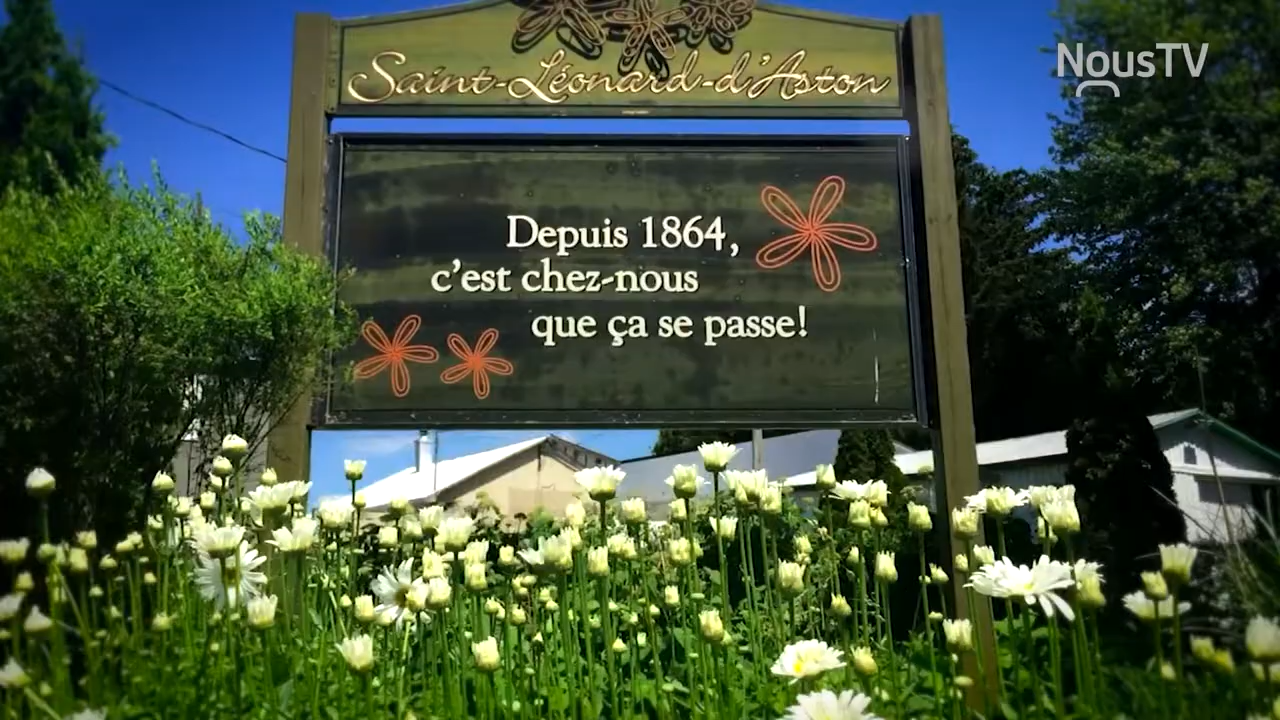 NousTV
Saint-Léonard-d'Aston
Depuis 1864,
c'est chez-nous
que ça se passe!